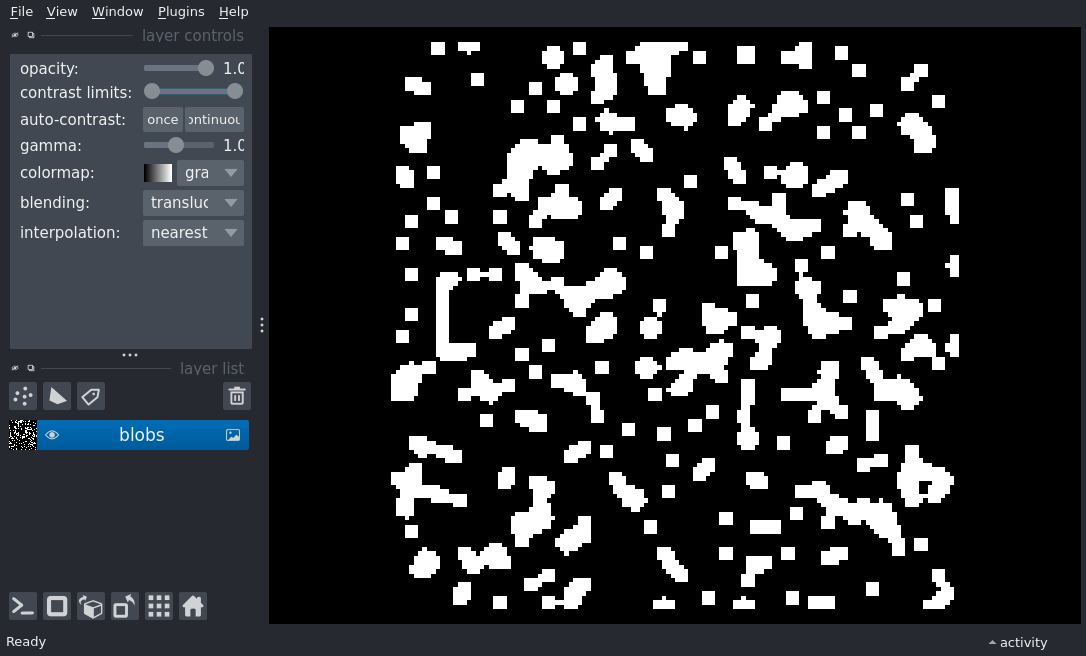 File View Window Plugins Help
layer controls
opacity: 1.0
contrast limits:
auto-contrast: once ontinuou
gamma: 1.0
colormap: gra
blending: transluc
interpolation: nearest
layer list
blobs
Ready
activity